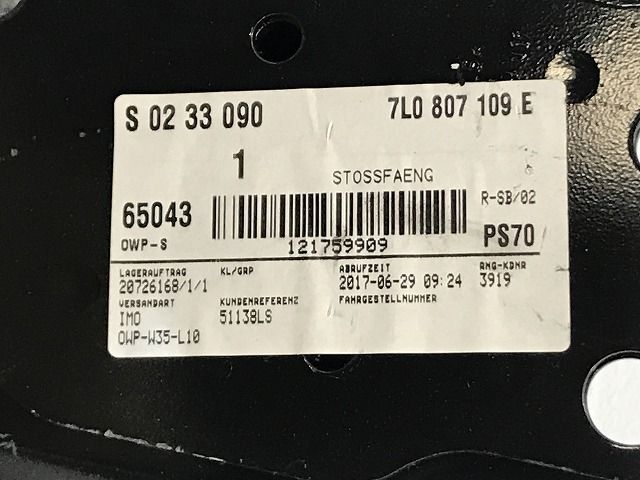 S 02 33 090 7L0 807 109 E
1 STOSSFAENG
65043 R-SB/02
OWP-S 121759909 PS70
LAGERAUFTRAG KL/GRP ABRUFZEIT RNG-KDNR
20726168/1/1 2017-06-29 09:24 3919
VERSANDART KUNDENREFERENZ FAHRGESTELLNUMMER
IMO 51138LS
OWP-W35-L10